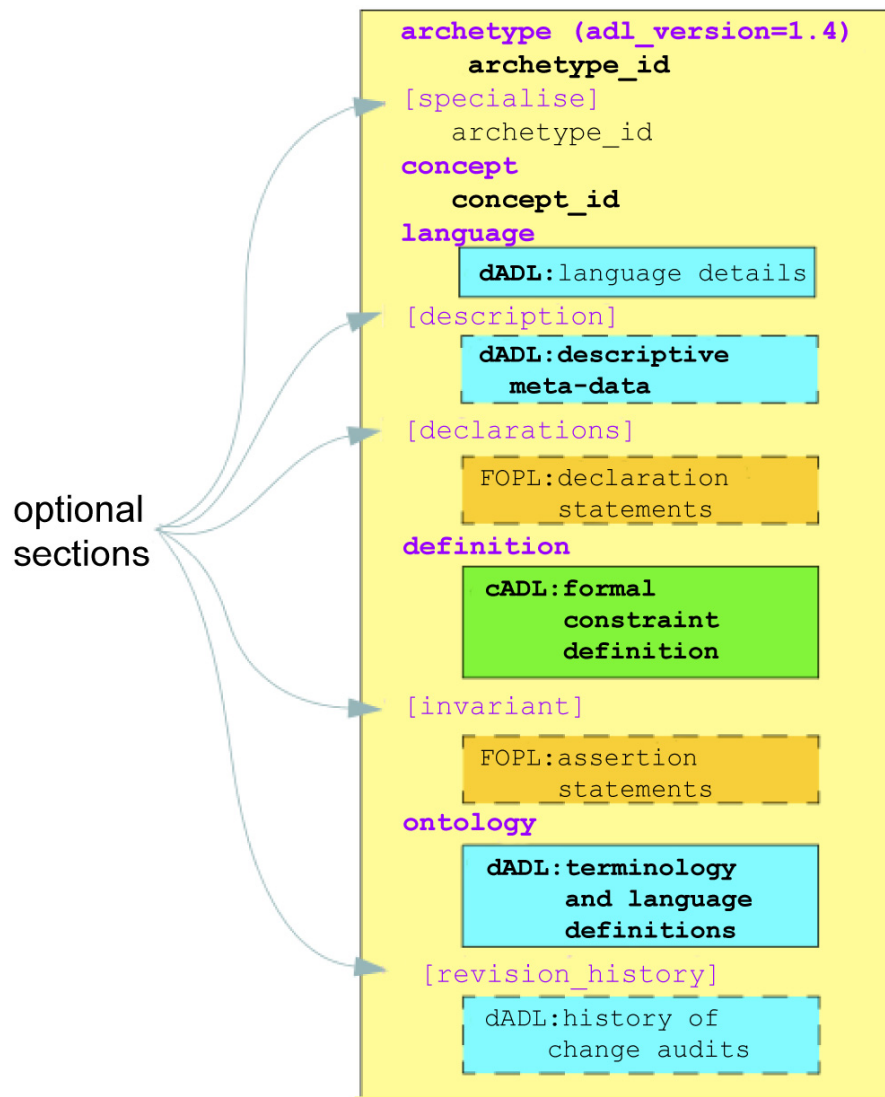 archetype (adl_version=1.4)
archetype_id
[specialise]
archetype_id
concept
concept_id
language
dADL:language details
[description]
dADL:descriptive
meta-data
[declarations]
FOPL:declaration
statements
optional
sections
definition
cADL:formal
constraint
definition
[invariant]
FOPL:assertion
statements
ontology
dADL:terminology
and language
definitions
[revision_history]
dADL:history of
change audits